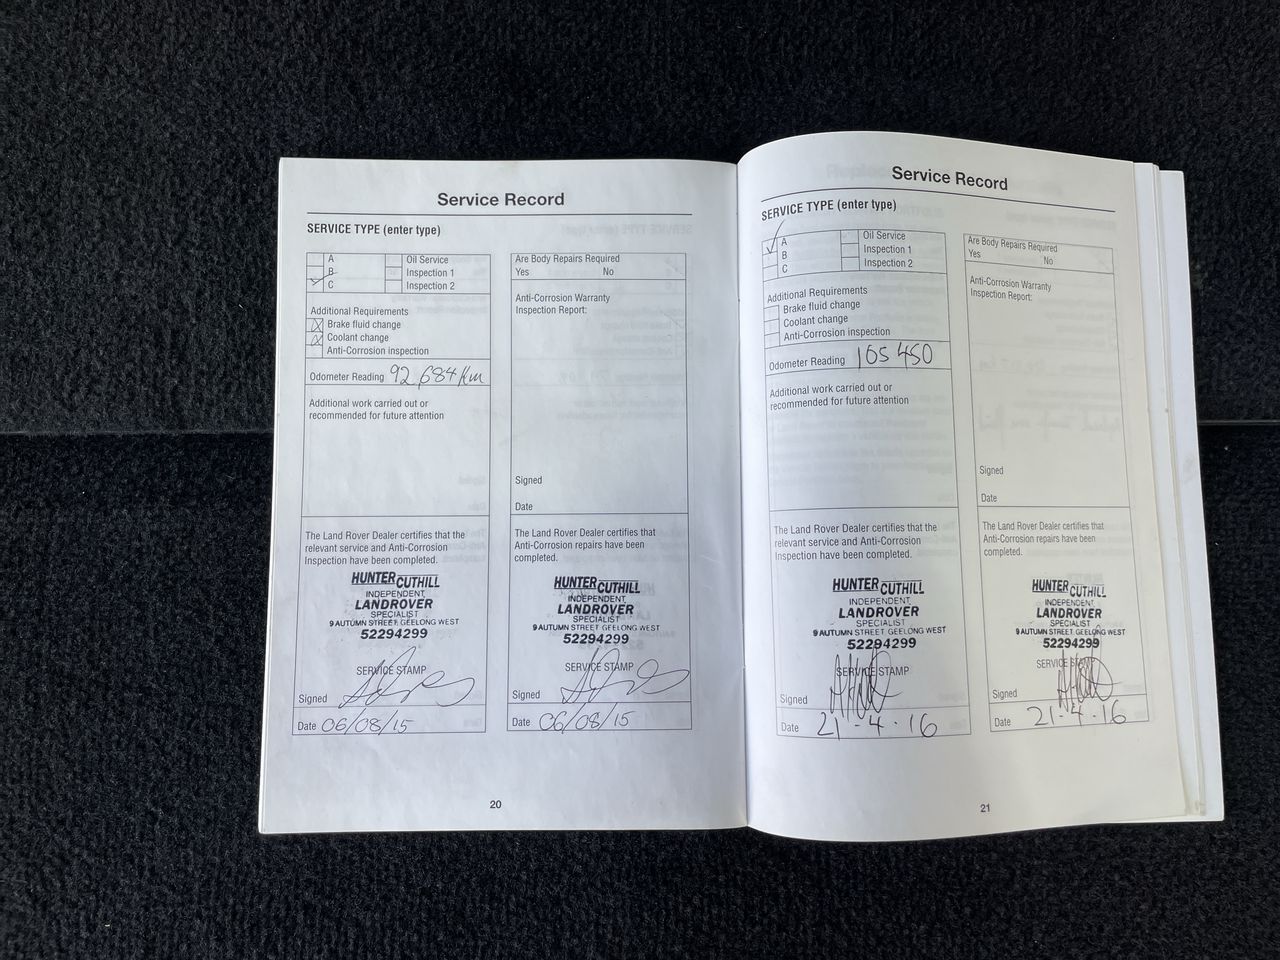 Service Record
SERVICE TYPE (enter type)
A
B
C
Oil Service
Inspection 1
Inspection 2
Additional Requirements
Brake fluid change
Coolant change
Anti-Corrosion inspection
Odometer Reading 92 684 Km
Additional work carried out or
recommended for future attention
The Land Rover Dealer certifies that the
relevant service and Anti-Corrosion
Inspection have been completed.
HUNTER CUTHILL
INDEPENDENT
LANDROVER
SPECIALIST
9 AUTUMN STREET GEELONG WEST
52294299
SERVICE STAMP
Signed
Date 06/08/15
Are Body Repairs Required
Yes No
Anti-Corrosion Warranty
Inspection Report:
Signed
Date
The Land Rover Dealer certifies that
Anti-Corrosion repairs have been
completed.
HUNTER CUTHILL
INDEPENDENT
LANDROVER
SPECIALIST
9 AUTUMN STREET GEELONG WEST
52294299
SERVICE STAMP
Signed
Date 06/08/15
20
Service Record
SERVICE TYPE (enter type)
A
B
C
Oil Service
Inspection 1
Inspection 2
Additional Requirements
Brake fluid change
Coolant change
Anti-Corrosion inspection
Odometer Reading 105 450
Additional work carried out or
recommended for future attention
The Land Rover Dealer certifies that the
relevant service and Anti-Corrosion
Inspection have been completed.
HUNTER CUTHILL
INDEPENDENT
LANDROVER
SPECIALIST
9 AUTUMN STREET GEELONG WEST
52294299
SERVICE STAMP
Signed
Date 21-4-16
Are Body Repairs Required
Yes No
Anti-Corrosion Warranty
Inspection Report:
Signed
Date
The Land Rover Dealer certifies that
Anti-Corrosion repairs have been
completed.
HUNTER CUTHILL
INDEPENDENT
LANDROVER
SPECIALIST
9 AUTUMN STREET GEELONG WEST
52294299
SERVICE STAMP
Signed
Date 21-4-16
21